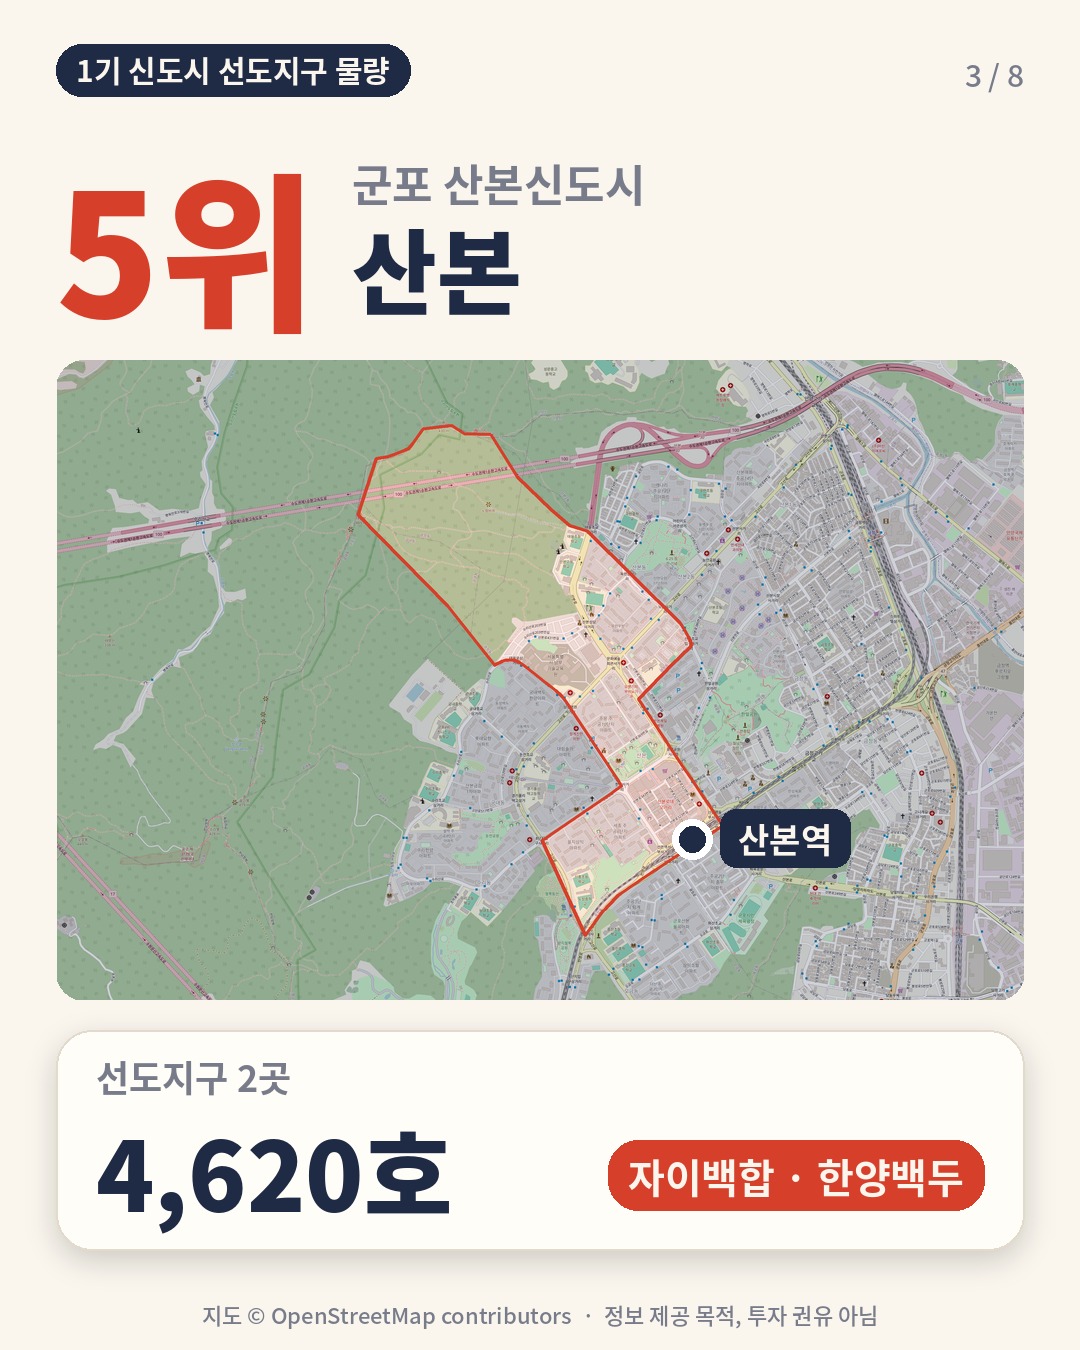 1기 신도시 선도지구 물량
3 / 8
5위
군포 산본신도시
산본
산본역
선도지구 2곳
4,620호
자이백합 · 한양백두
지도 © OpenStreetMap contributors · 정보 제공 목적, 투자 권유 아님